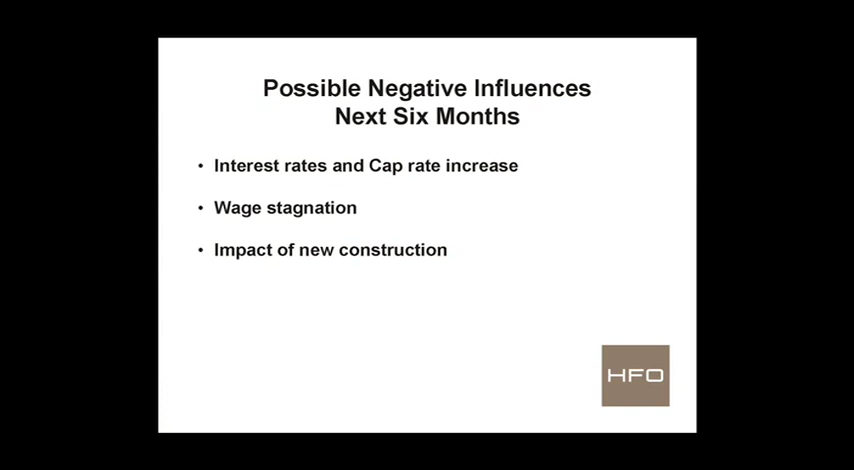 Possible Negative Influences
Next Six Months
• Interest rates and Cap rate increase
• Wage stagnation
• Impact of new construction
HFO